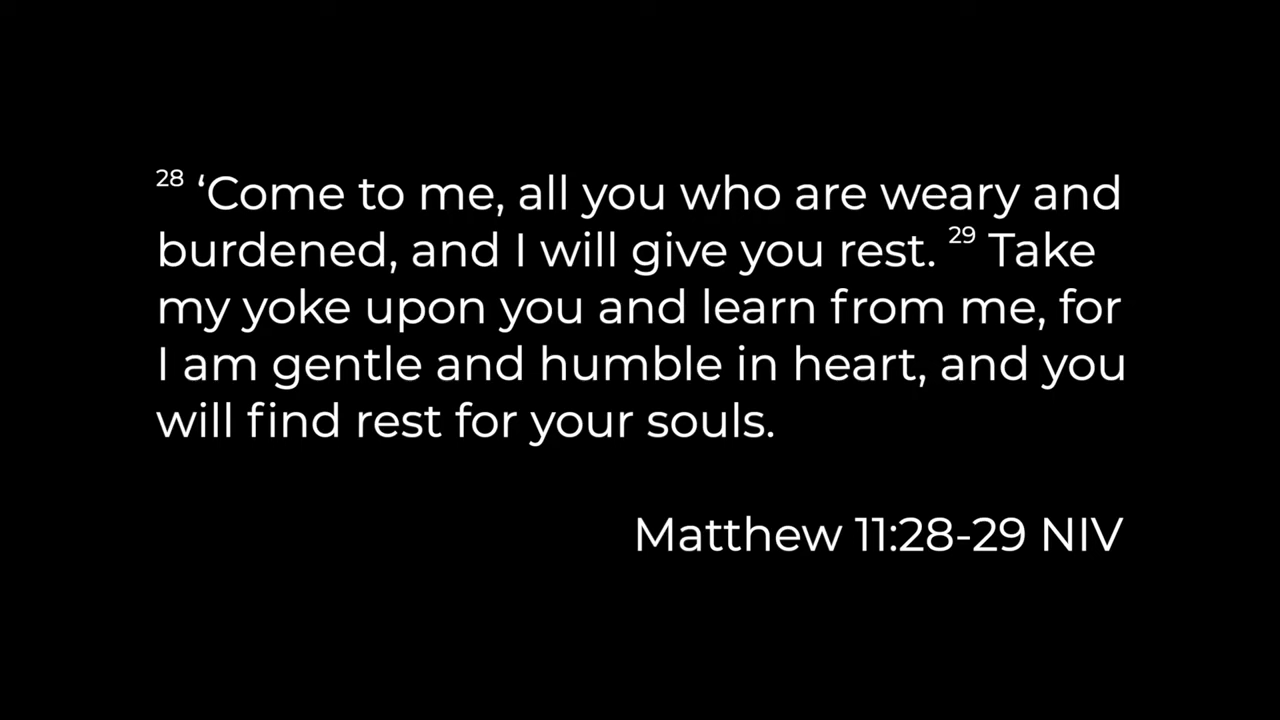 28 ‘Come to me, all you who are weary and
burdened, and I will give you rest. 29 Take
my yoke upon you and learn from me, for
I am gentle and humble in heart, and you
will find rest for your souls.
Matthew 11:28-29 NIV